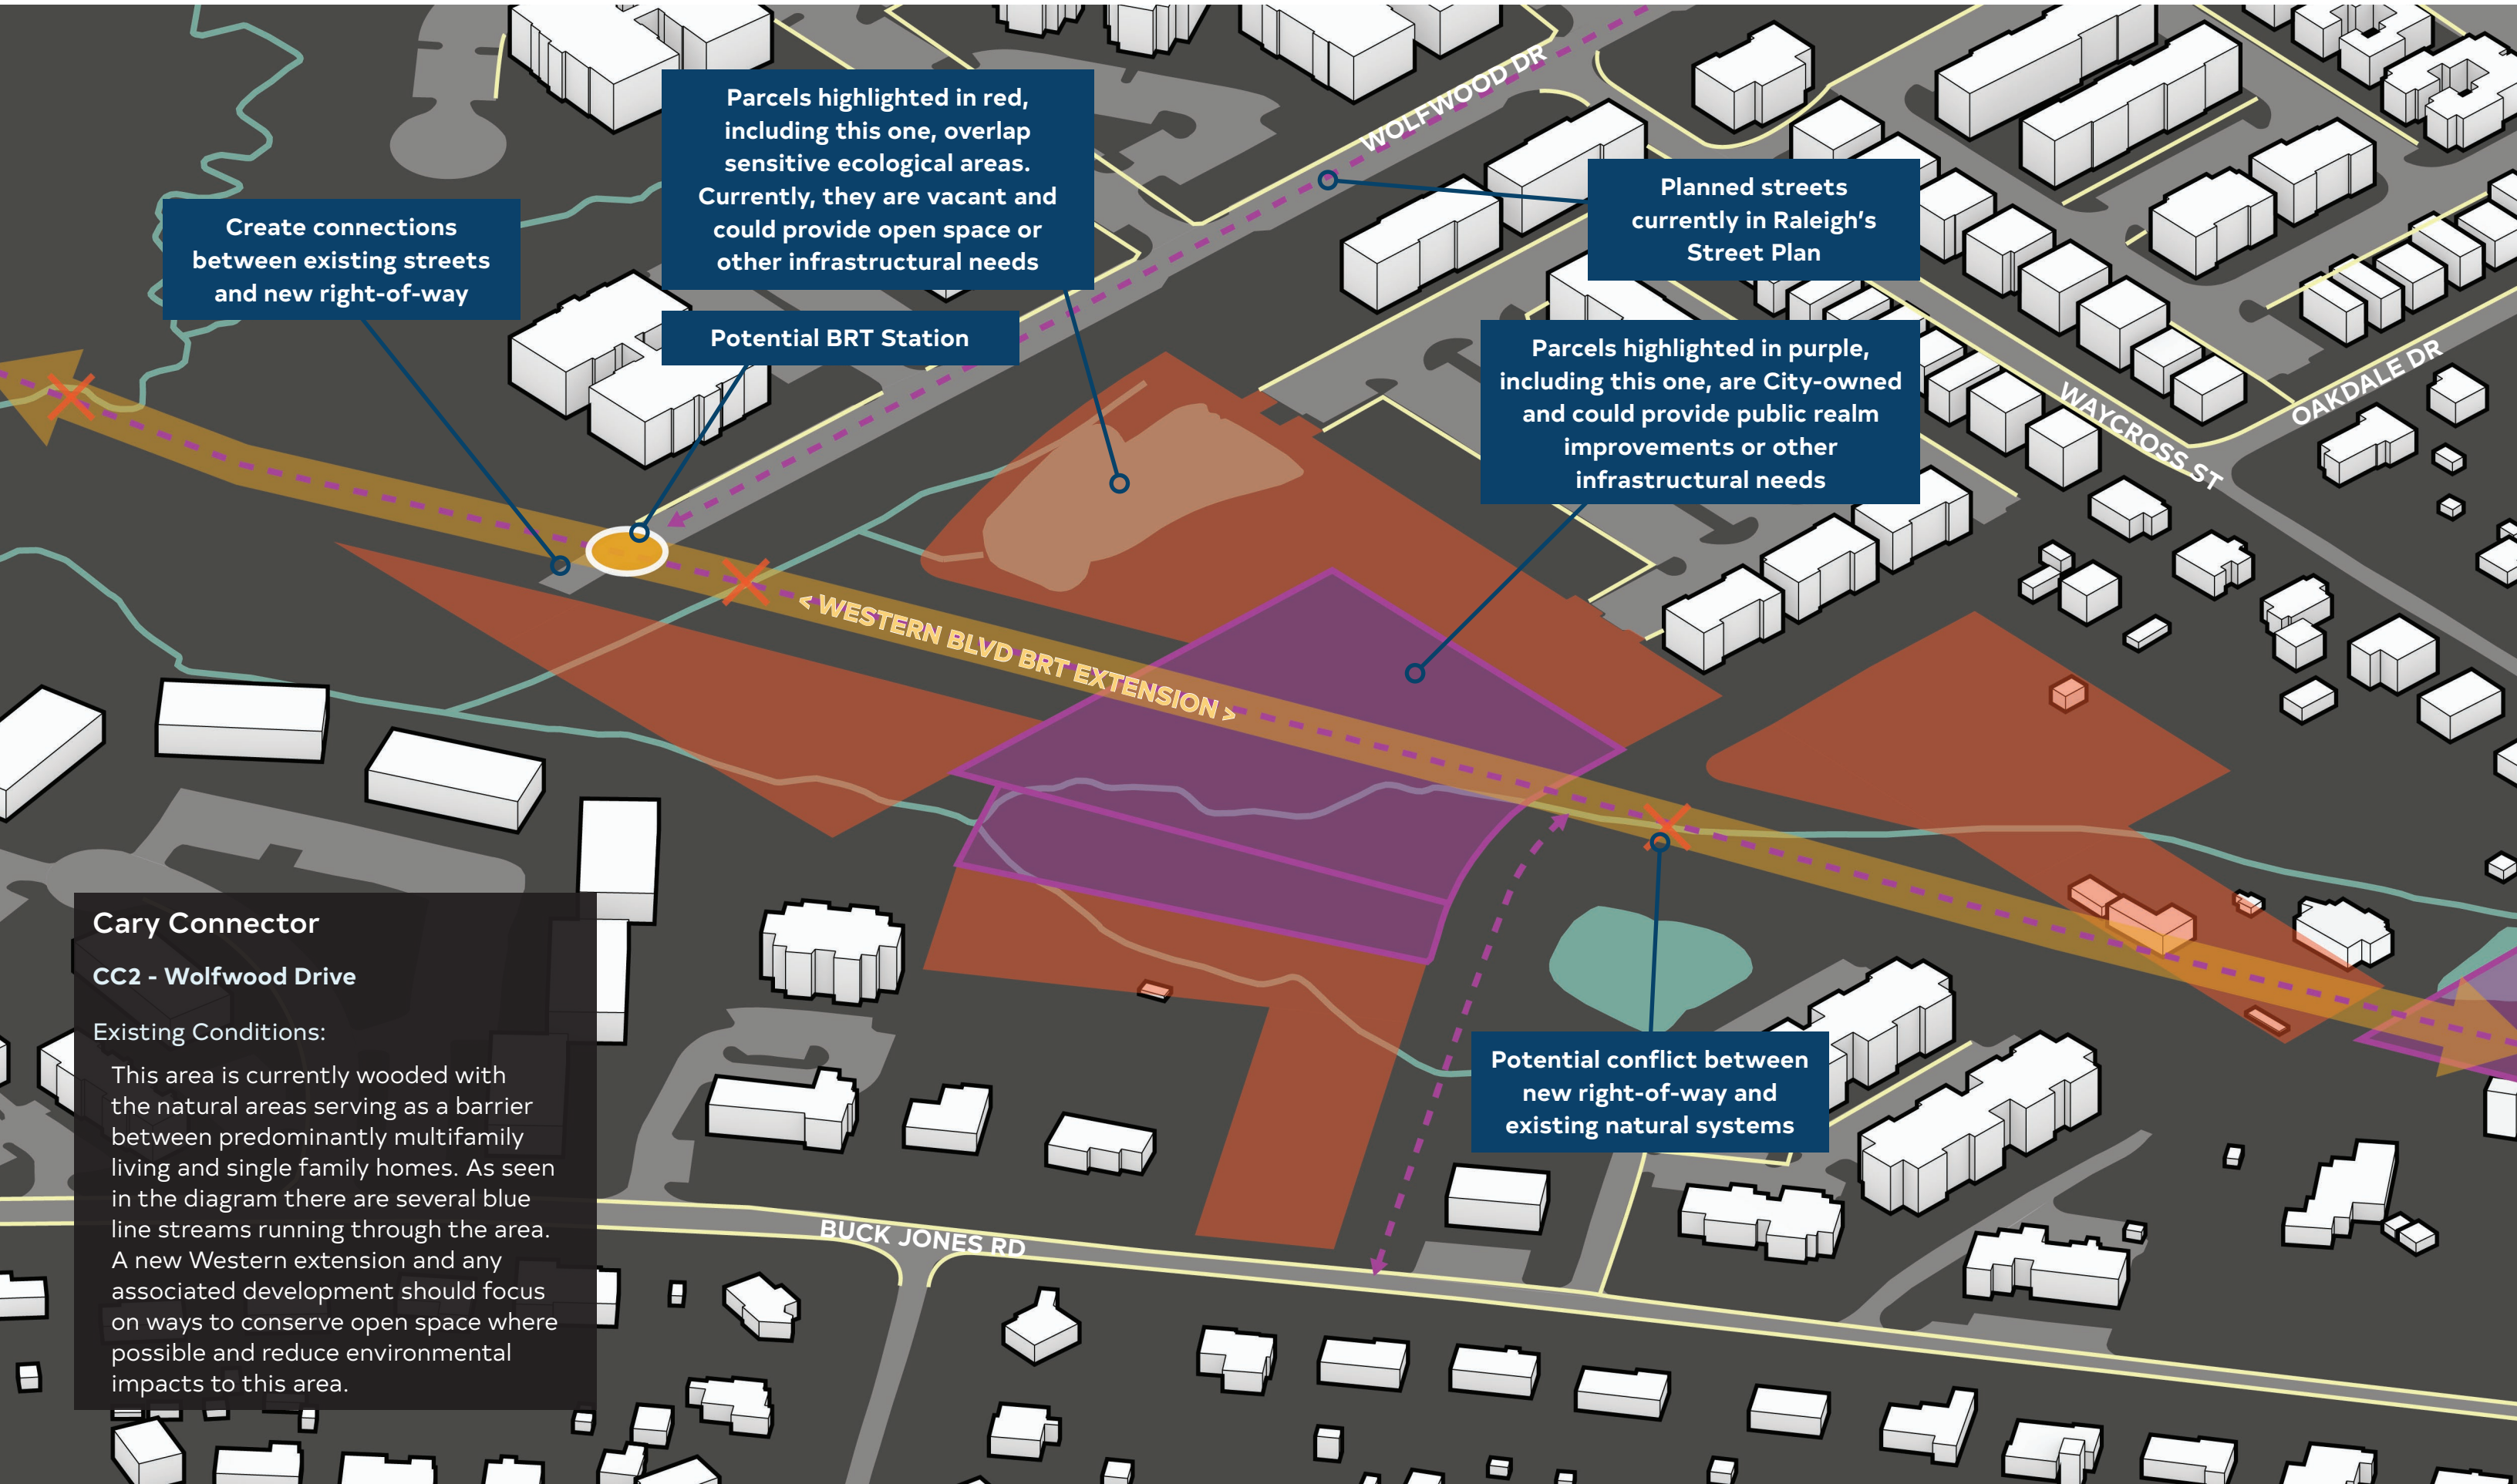 WOLFWOOD DR
Parcels highlighted in red,
including this one, overlap
sensitive ecological areas.
Currently, they are vacant and
could provide open space or
other infrastructural needs
Planned streets
currently in Raleigh's
Street Plan
Create connections
between existing streets
and new right-of-way
Potential BRT Station
Parcels highlighted in purple,
including this one, are City-owned
and could provide public realm
improvements or other
infrastructural needs
OAKDALE DR
WAYCROSS ST
< WESTERN BLVD BRT EXTENSION >
Cary Connector
CC2 - Wolfwood Drive
Existing Conditions:
This area is currently wooded with
the natural areas serving as a barrier
between predominantly multifamily
living and single family homes. As seen
in the diagram there are several blue
line streams running through the area.
A new Western extension and any
associated development should focus
on ways to conserve open space where
possible and reduce environmental
impacts to this area.
Potential conflict between
new right-of-way and
existing natural systems
BUCK JONES RD